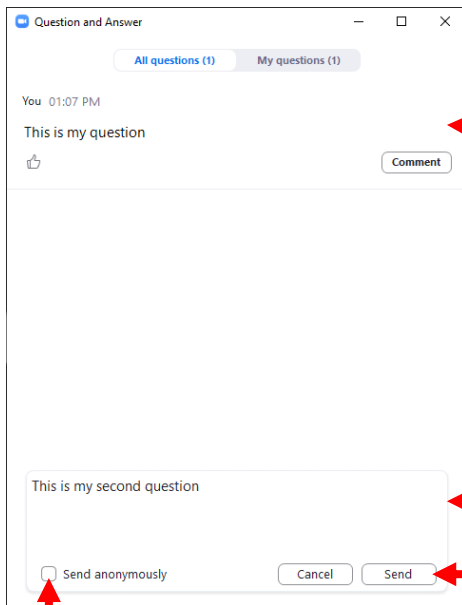 Question and Answer
All questions (1) My questions (1)
You 01:07 PM
This is my question
Comment
This is my second question
Send anonymously Cancel Send